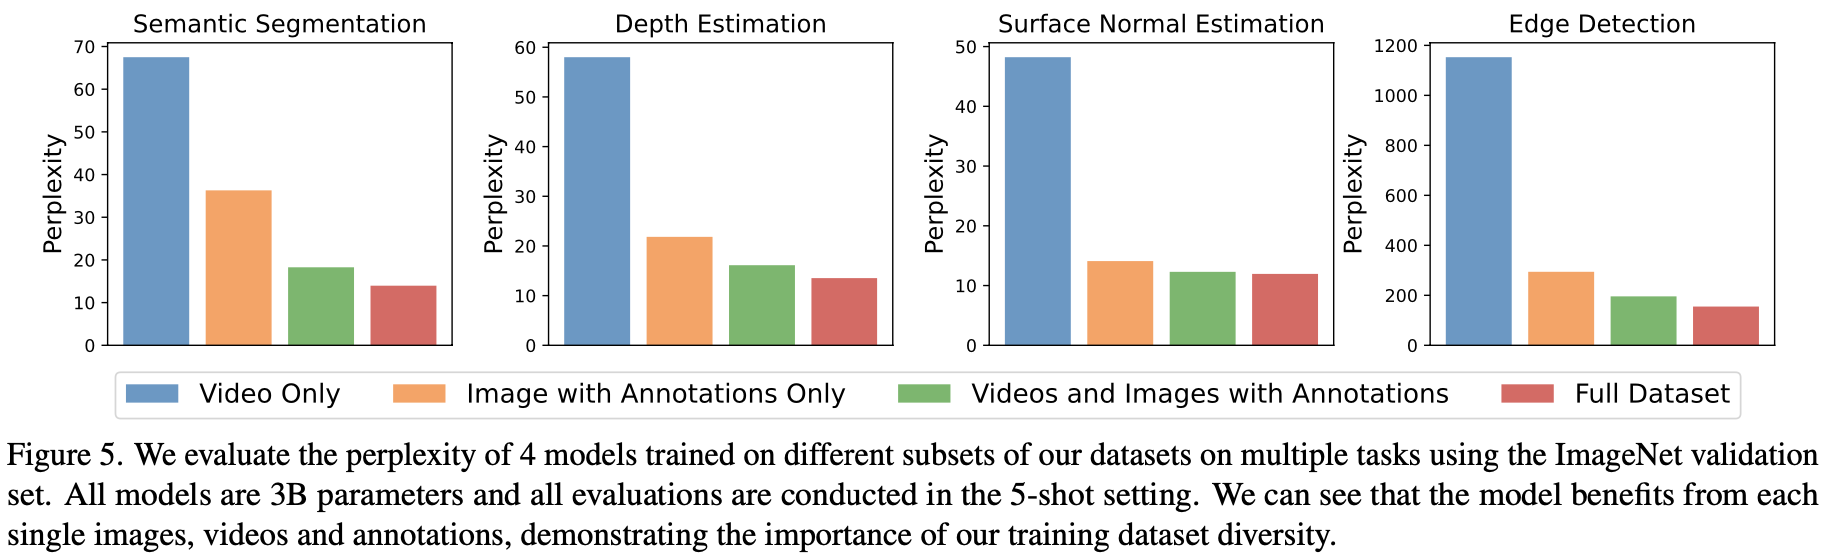 Semantic Segmentation
Depth Estimation
Surface Normal Estimation
Edge Detection
Perplexity
70
60
50
40
30
20
10
0
Perplexity
60
50
40
30
20
10
0
Perplexity
50
40
30
20
10
0
Perplexity
1200
1000
800
600
400
200
0
Video Only
Image with Annotations Only
Videos and Images with Annotations
Full Dataset
Figure 5. We evaluate the perplexity of 4 models trained on different subsets of our datasets on multiple tasks using the ImageNet validation
set. All models are 3B parameters and all evaluations are conducted in the 5-shot setting. We can see that the model benefits from each
single images, videos and annotations, demonstrating the importance of our training dataset diversity.